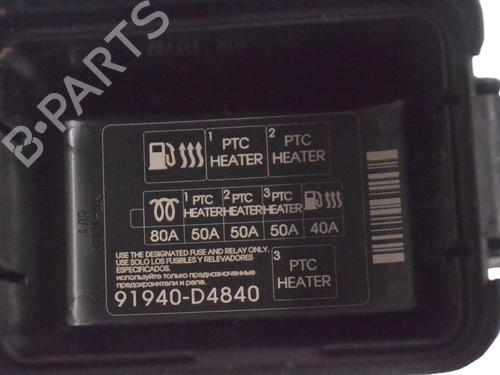 B-PARTS
1 PTC HEATER
2 PTC HEATER
1 PTC HEATER
2 PTC HEATER
3 PTC HEATER
80A 50A 50A 50A 40A
USE THE DESIGNATED FUSE AND RELAY ONLY.
USE SOLO LOS FUSIBLES Y RELEVADORES
ESPECIFICADOS.
используйте только предназначенные
предохранители и реле.
3 PTC HEATER
91940-D4840